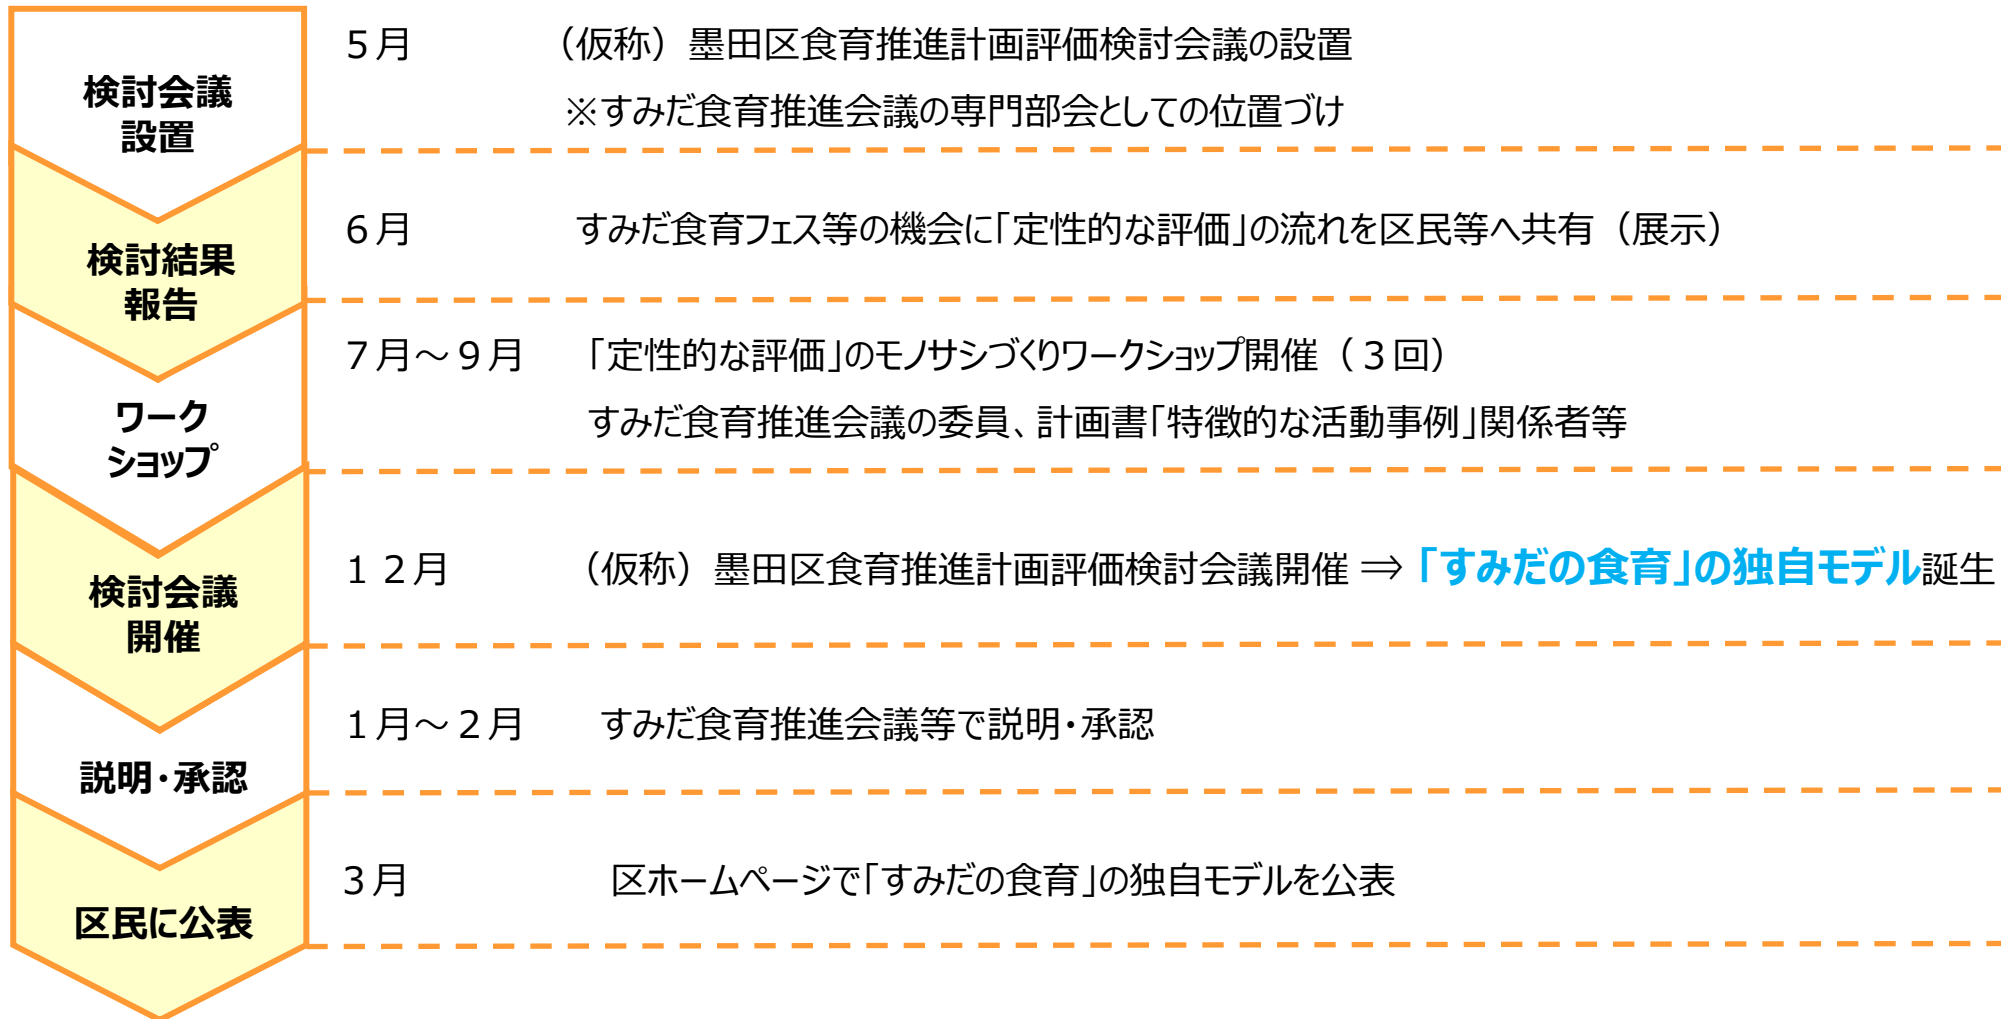 検討会議
設置
５月 （仮称）墨田区食育推進計画評価検討会議の設置
※すみだ食育推進会議の専門部会としての位置づけ
検討結果
報告
６月 すみだ食育フェス等の機会に「定性的な評価」の流れを区民等へ共有（展示）
ワーク
ショップ
７月～９月 「定性的な評価」のモノサシづくりワークショップ開催（３回）
すみだ食育推進会議の委員、計画書「特徴的な活動事例」関係者等
検討会議
開催
１２月 （仮称）墨田区食育推進計画評価検討会議開催 ⇒ 「すみだの食育」の独自モデル誕生
説明・承認
１月～２月 すみだ食育推進会議等で説明・承認
区民に公表
３月 区ホームページで「すみだの食育」の独自モデルを公表